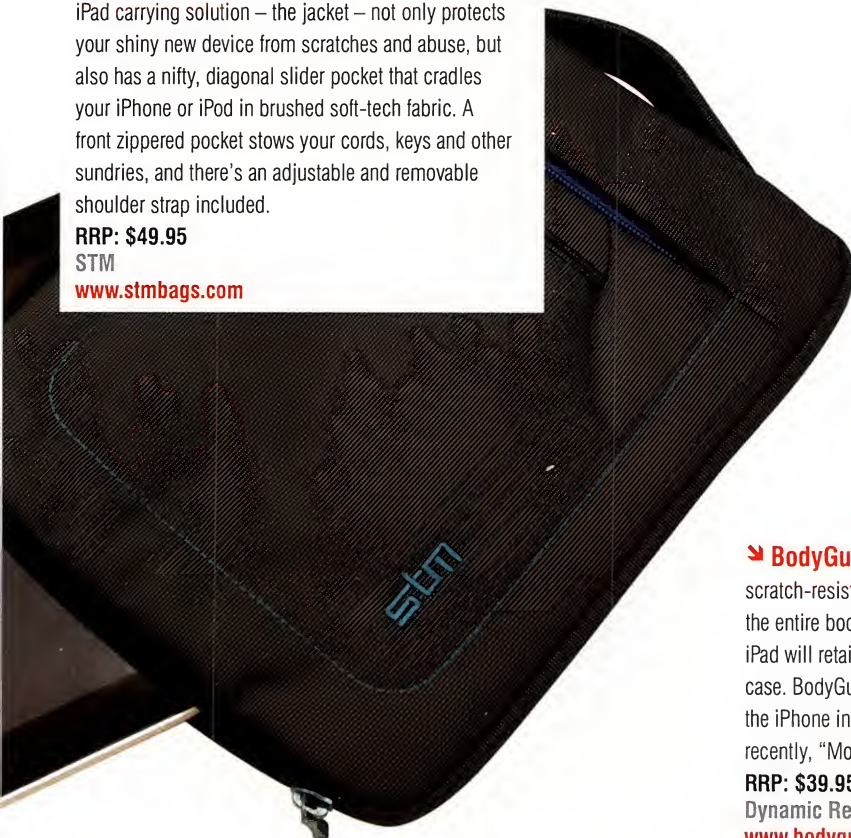 iPad carrying solution – the jacket – not only protects
your shiny new device from scratches and abuse, but
also has a nifty, diagonal slider pocket that cradles
your iPhone or iPod in brushed soft-tech fabric. A
front zippered pocket stows your cords, keys and other
sundries, and there's an adjustable and removable
shoulder strap included.
RRP: $49.95
STM
www.stmbags.com
stm
BodyGu
scratch-resist
the entire boc
iPad will retai
case. BodyGu
the iPhone in
recently, "Mo
RRP: $39.95
Dynamic Re
www.bodygu